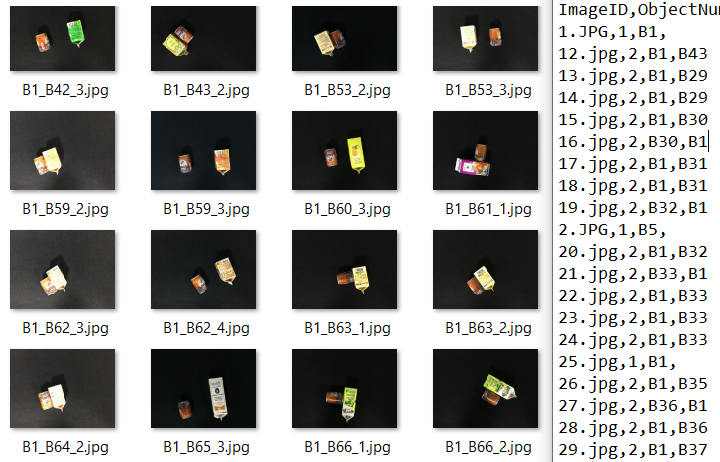 B1_B42_3.jpg
B1_B43_2.jpg
B1_B53_2.jpg
B1_B53_3.jpg
B1_B59_2.jpg
B1_B59_3.jpg
B1_B60_3.jpg
B1_B61_1.jpg
B1_B62_3.jpg
B1_B62_4.jpg
B1_B63_1.jpg
B1_B63_2.jpg
B1_B64_2.jpg
B1_B65_3.jpg
B1_B66_1.jpg
B1_B66_2.jpg
ImageID,ObjectNu
1.JPG,1,B1,
12.jpg,2,B1,B43
13.jpg,2,B1,B29
14.jpg,2,B1,B29
15.jpg,2,B1,B30
16.jpg,2,B30,B1
17.jpg,2,B1,B31
18.jpg,2,B1,B31
19.jpg,2,B32,B1
2.JPG,1,B5,
20.jpg,2,B1,B32
21.jpg,2,B33,B1
22.jpg,2,B1,B33
23.jpg,2,B1,B33
24.jpg,2,B1,B33
25.jpg,1,B1,
26.jpg,2,B1,B35
27.jpg,2,B36,B1
28.jpg,2,B1,B36
29.jpg,2,B1,B37